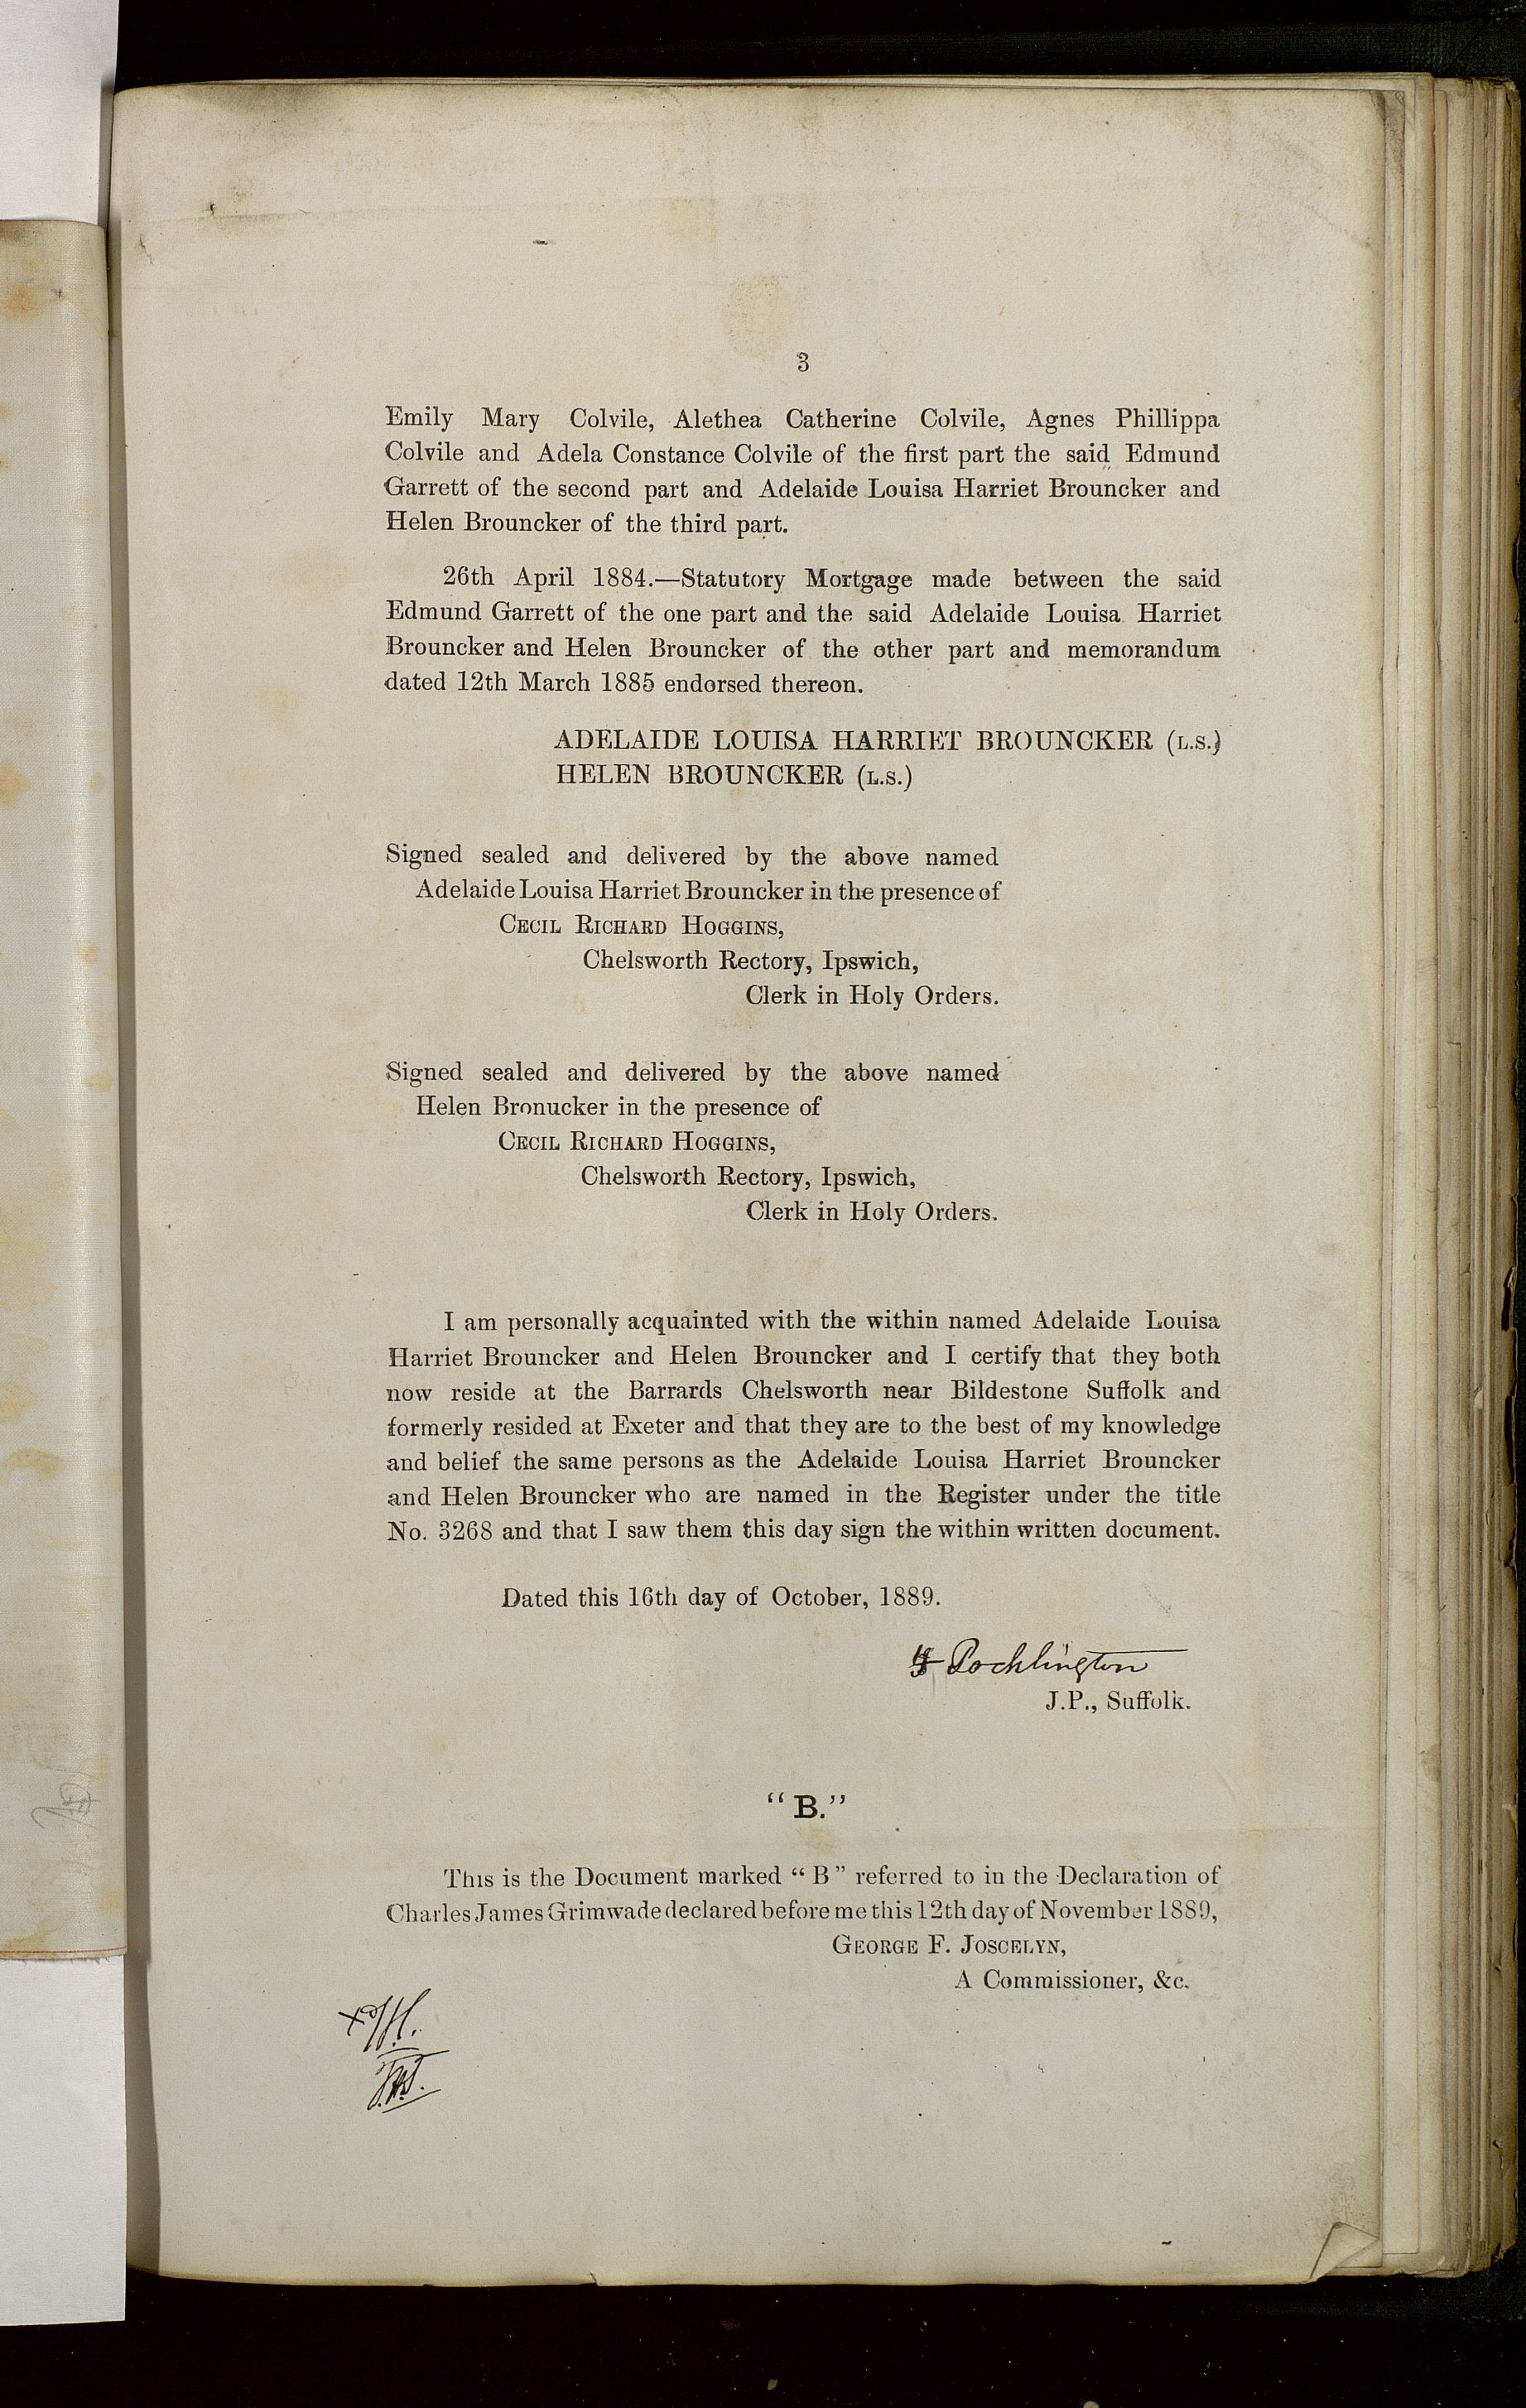 3
Emily Mary Colvile, Alethea Catherine Colvile, Agnes Phillippa
Colvile and Adela Constance Colvile of the first part the said Edmund
Garrett of the second part and Adelaide Louisa Harriet Brouncker and
Helen Brouncker of the third part.
26th April 1884.—Statutory Mortgage made between the said
Edmund Garrett of the one part and the said Adelaide Louisa Harriet
Brouncker and Helen Brouncker of the other part and memorandum
dated 12th March 1885 endorsed thereon.
ADELAIDE LOUISA HARRIET BROUNCKER (L.S.)
HELEN BROUNCKER (L.S.)
Signed sealed and delivered by the above named
Adelaide Louisa Harriet Brouncker in the presence of
CECIL RICHARD HOGGINS,
Chelsworth Rectory, Ipswich,
Clerk in Holy Orders.
Signed sealed and delivered by the above named
Helen Bronucker in the presence of
CECIL RICHARD HOGGINS,
Chelsworth Rectory, Ipswich,
Clerk in Holy Orders.
I am personally acquainted with the within named Adelaide Louisa
Harriet Brouncker and Helen Brouncker and I certify that they both
now reside at the Barrards Chelsworth near Bildestone Suffolk and
formerly resided at Exeter and that they are to the best of my knowledge
and belief the same persons as the Adelaide Louisa Harriet Brouncker
and Helen Brouncker who are named in the Register under the title
No. 3268 and that I saw them this day sign the within written document.
Dated this 16th day of October, 1889.
Pocklington
J.P., Suffolk.
"B."
This is the Document marked "B" referred to in the Declaration of
Charles James Grimwade declared before me this 12th day of November 1889,
GEORGE F. JOSCELYN,
A Commissioner, &c.